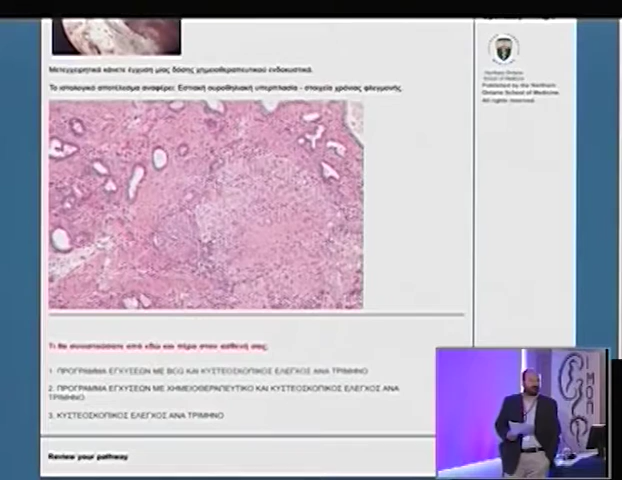 Μετεγχειρητικά κάνετε έγχυση μιας δόσης χημειοθεραπευτικού ενδοκυστικά.
Το ιστολογικό αποτέλεσμα αναφέρει: Εστιακή ουροθηλιακή υπερπλασία - στοιχεία χρόνιας φλεγμονής.
Northern Ontario
School of Medicine
Published by the Northern
Ontario School of Medicine.
All rights reserved.
Τι θα συνιστούσατε από εδώ και πέρα στον ασθενή σας;
1. ΠΡΟΓΡΑΜΜΑ ΕΓΧΥΣΕΩΝ ΜΕ BCG ΚΑΙ ΚΥΣΤΕΟΣΚΟΠΙΚΟΣ ΕΛΕΓΧΟΣ ΑΝΑ ΤΡΙΜΗΝΟ
2. ΠΡΟΓΡΑΜΜΑ ΕΓΧΥΣΕΩΝ ΜΕ ΧΗΜΕΙΟΘΕΡΑΠΕΥΤΙΚΟ ΚΑΙ ΚΥΣΤΕΟΣΚΟΠΙΚΟΣ ΕΛΕΓΧΟΣ ΑΝΑ
ΤΡΙΜΗΝΟ
3. ΚΥΣΤΕΟΣΚΟΠΙΚΟΣ ΕΛΕΓΧΟΣ ΑΝΑ ΤΡΙΜΗΝΟ
Review your pathway